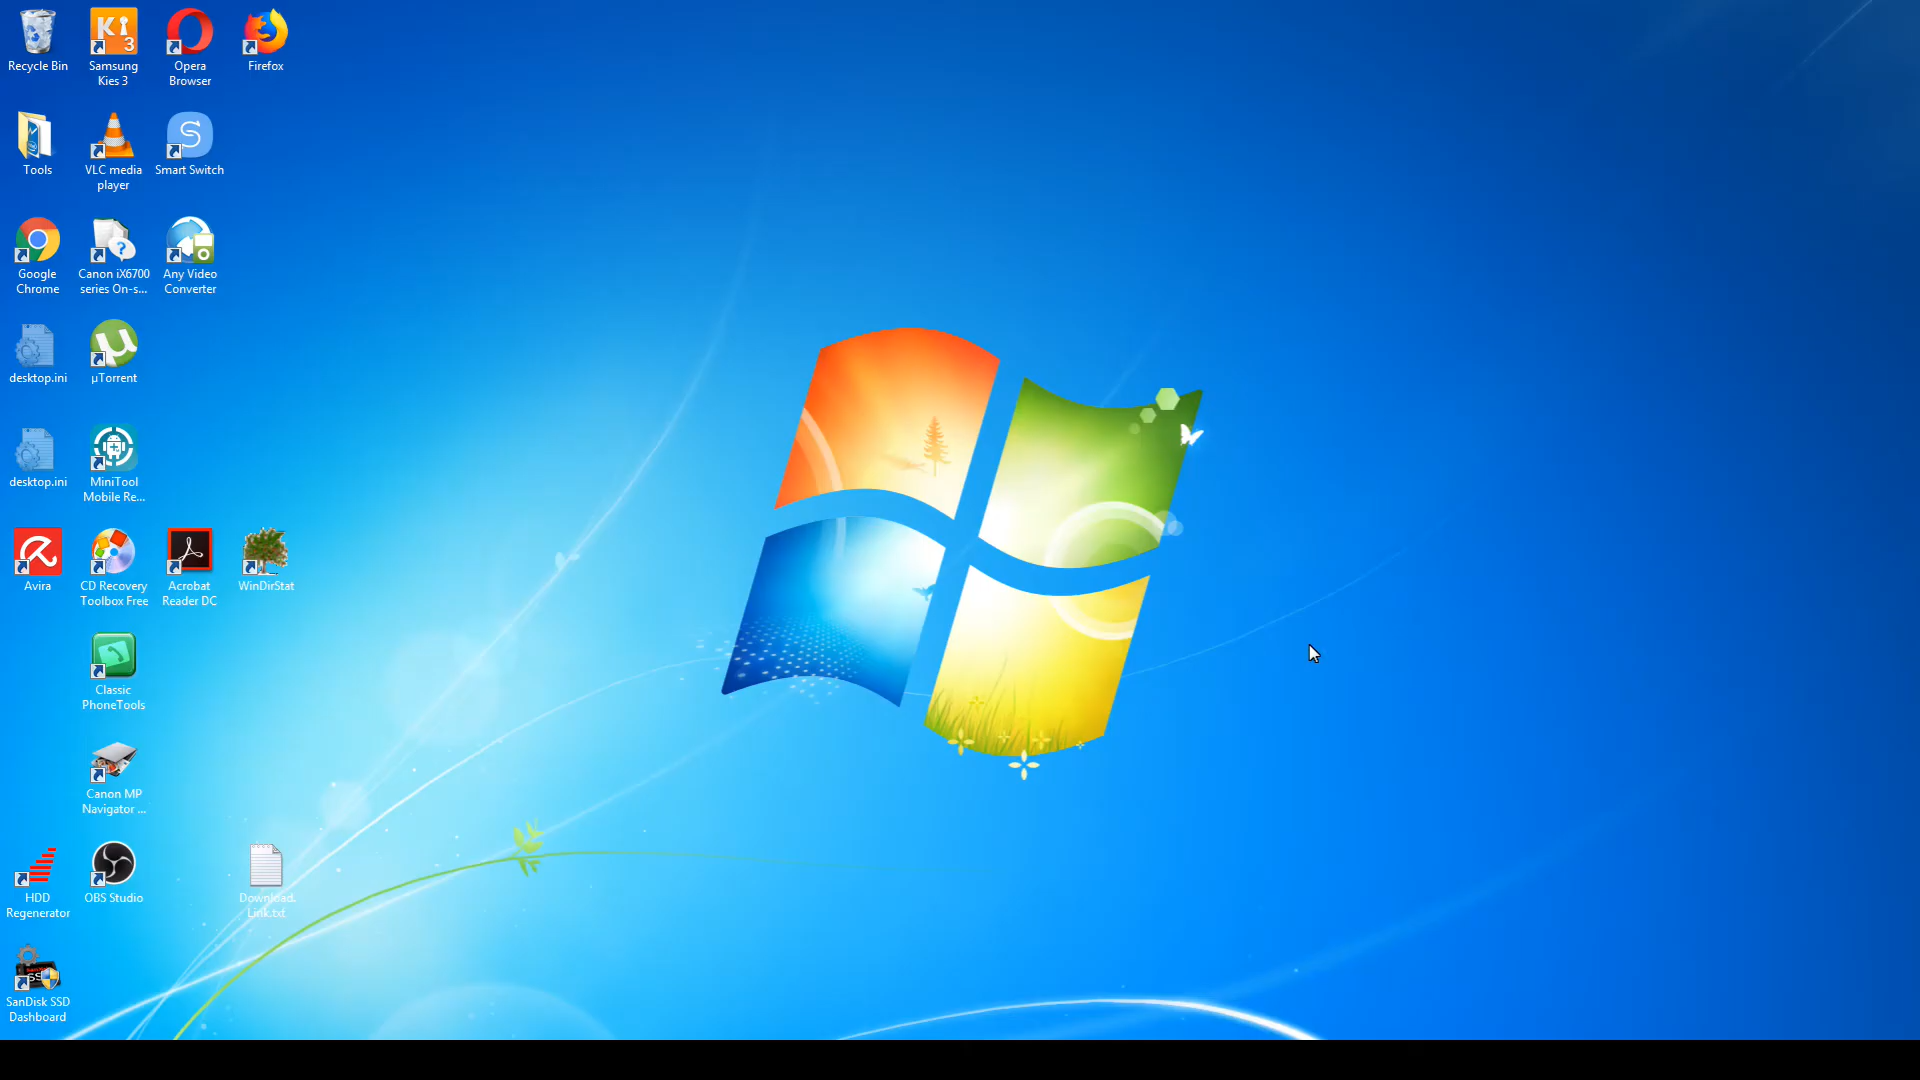 Recycle Bin
Samsung
Kies 3
Opera
Browser
Firefox
Tools
VLC media
player
Smart Switch
Google
Chrome
Canon iX6700
series On-s...
Any Video
Converter
desktop.ini
µTorrent
desktop.ini
MiniTool
Mobile Re...
Avira
CD Recovery
Toolbox Free
Acrobat
Reader DC
WinDirStat
Classic
PhoneTools
Canon MP
Navigator ...
HDD
Regenerator
OBS Studio
Download.
Link.txt
SanDisk SSD
Dashboard